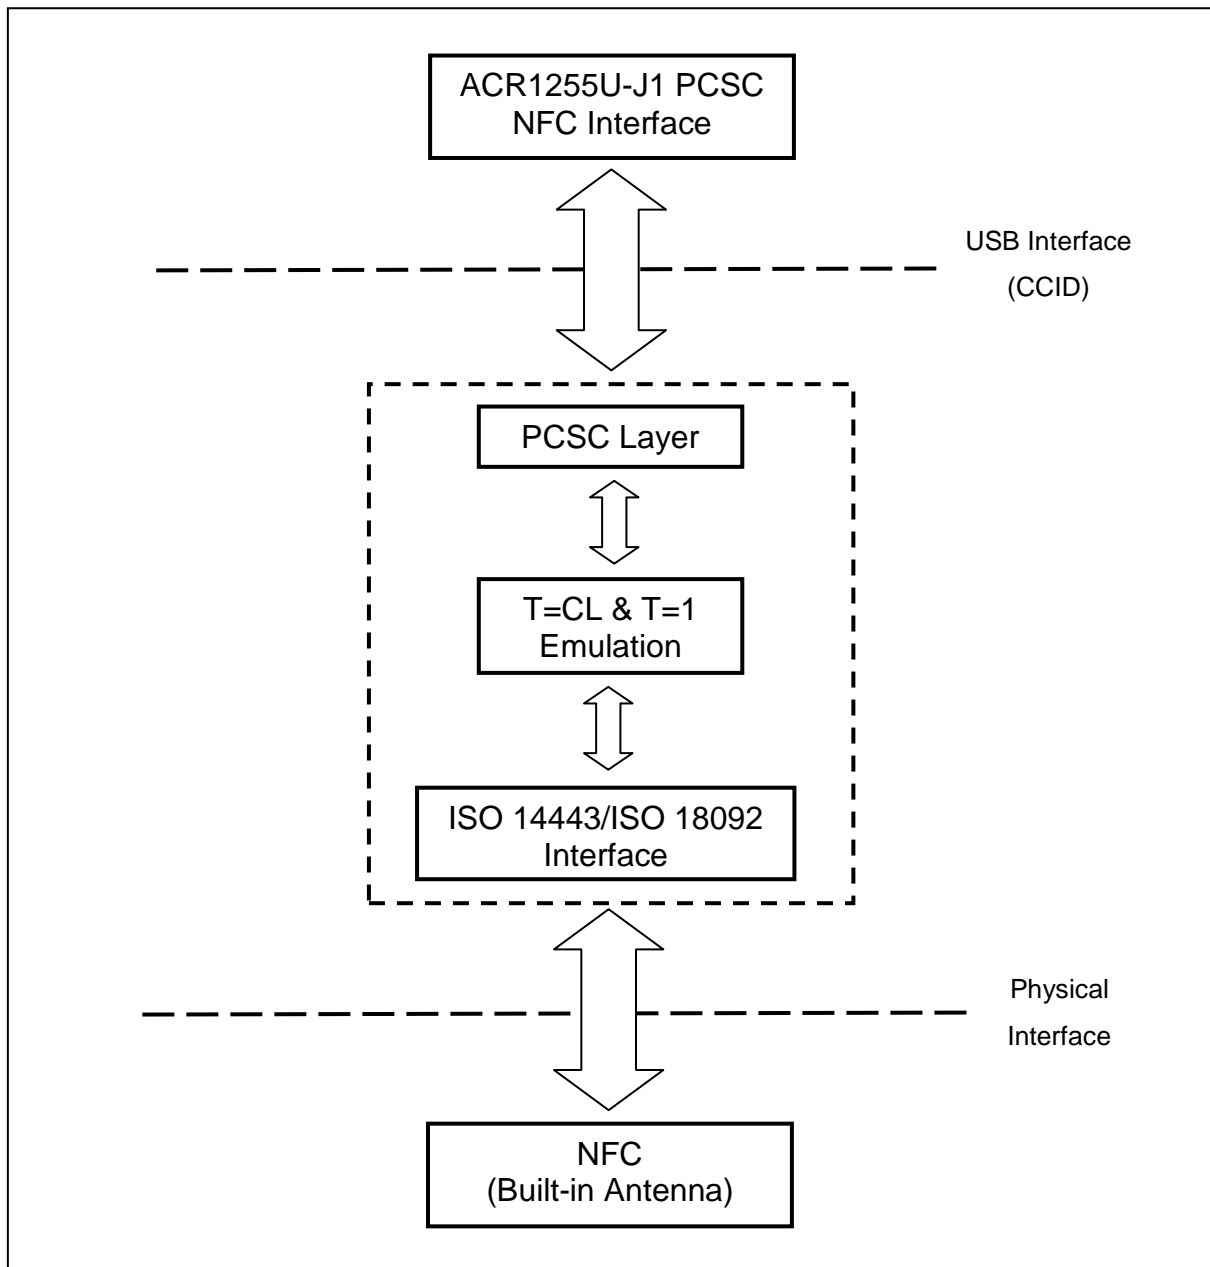 ACR1255U-J1 PCSC
NFC Interface
USB Interface
(CCID)
PCSC Layer
T=CL & T=1
Emulation
ISO 14443/ISO 18092
Interface
Physical
Interface
NFC
(Built-in Antenna)